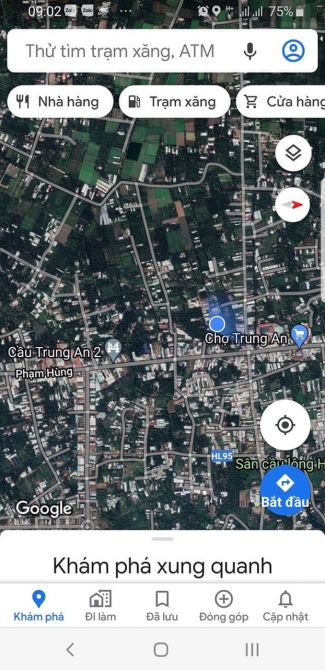 09:02 Zalo Zalo ... 75%
Thử tìm trạm xăng, ATM
Nhà hàng
Trạm xăng
Cửa hàng
Chợ Trung An
Cầu Trung An 2
Phạm Hùng
HL95
Sân cầu lông H
Bắt đầu
Google
Khám phá xung quanh
Khám phá
Đi làm
Đã lưu
Đóng góp
Cập nhật